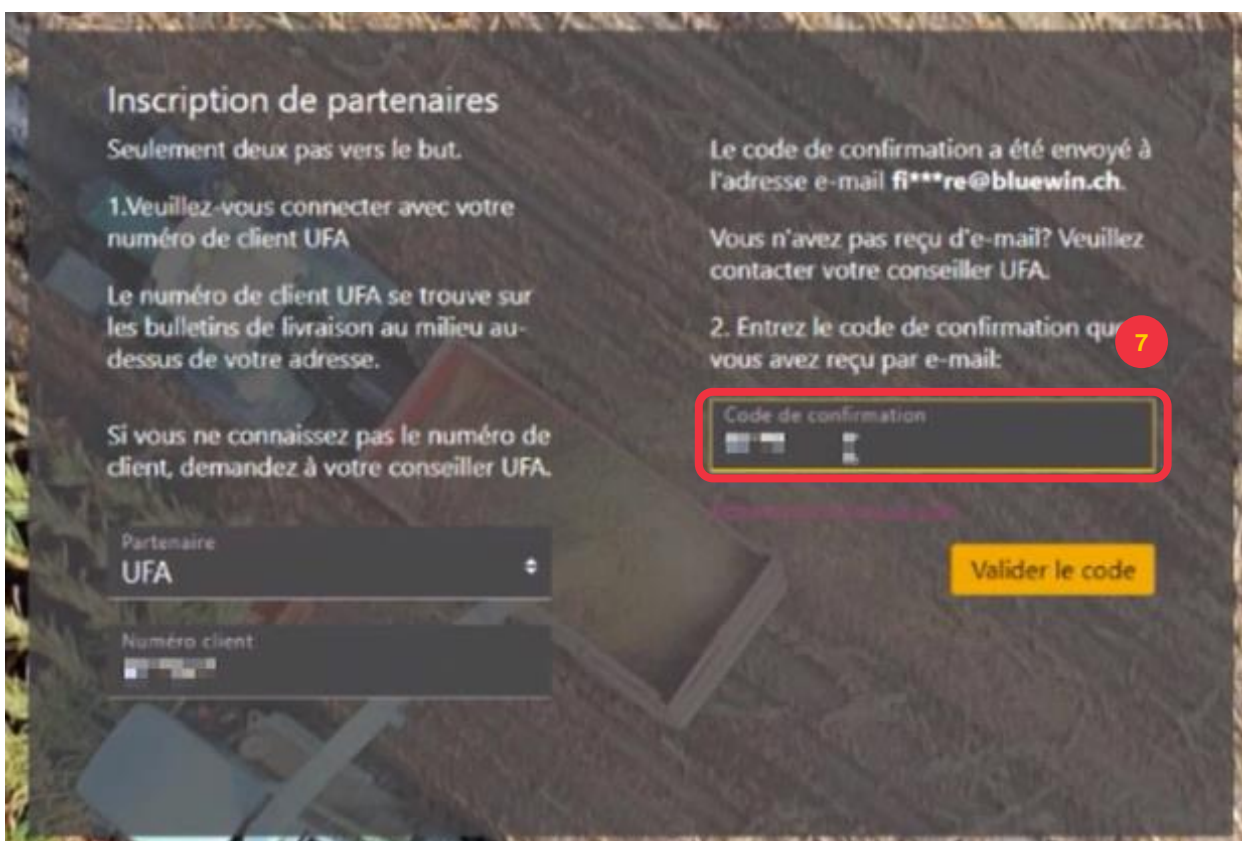 Inscription de partenaires
Seulement deux pas vers le but.
1.Veuillez-vous connecter avec votre
numéro de client UFA
Le numéro de client UFA se trouve sur
les bulletins de livraison au milieu au-
dessus de votre adresse.
Si vous ne connaissez pas le numéro de
client, demandez à votre conseiller UFA.
Partenaire
UFA
Numéro client
Le code de confirmation a été envoyé à
l'adresse e-mail fi***re@bluewin.ch.
Vous n'avez pas reçu d'e-mail? Veuillez
contacter votre conseiller UFA.
2. Entrez le code de confirmation que
vous avez reçu par e-mail:
7
Code de confirmation
Valider le code